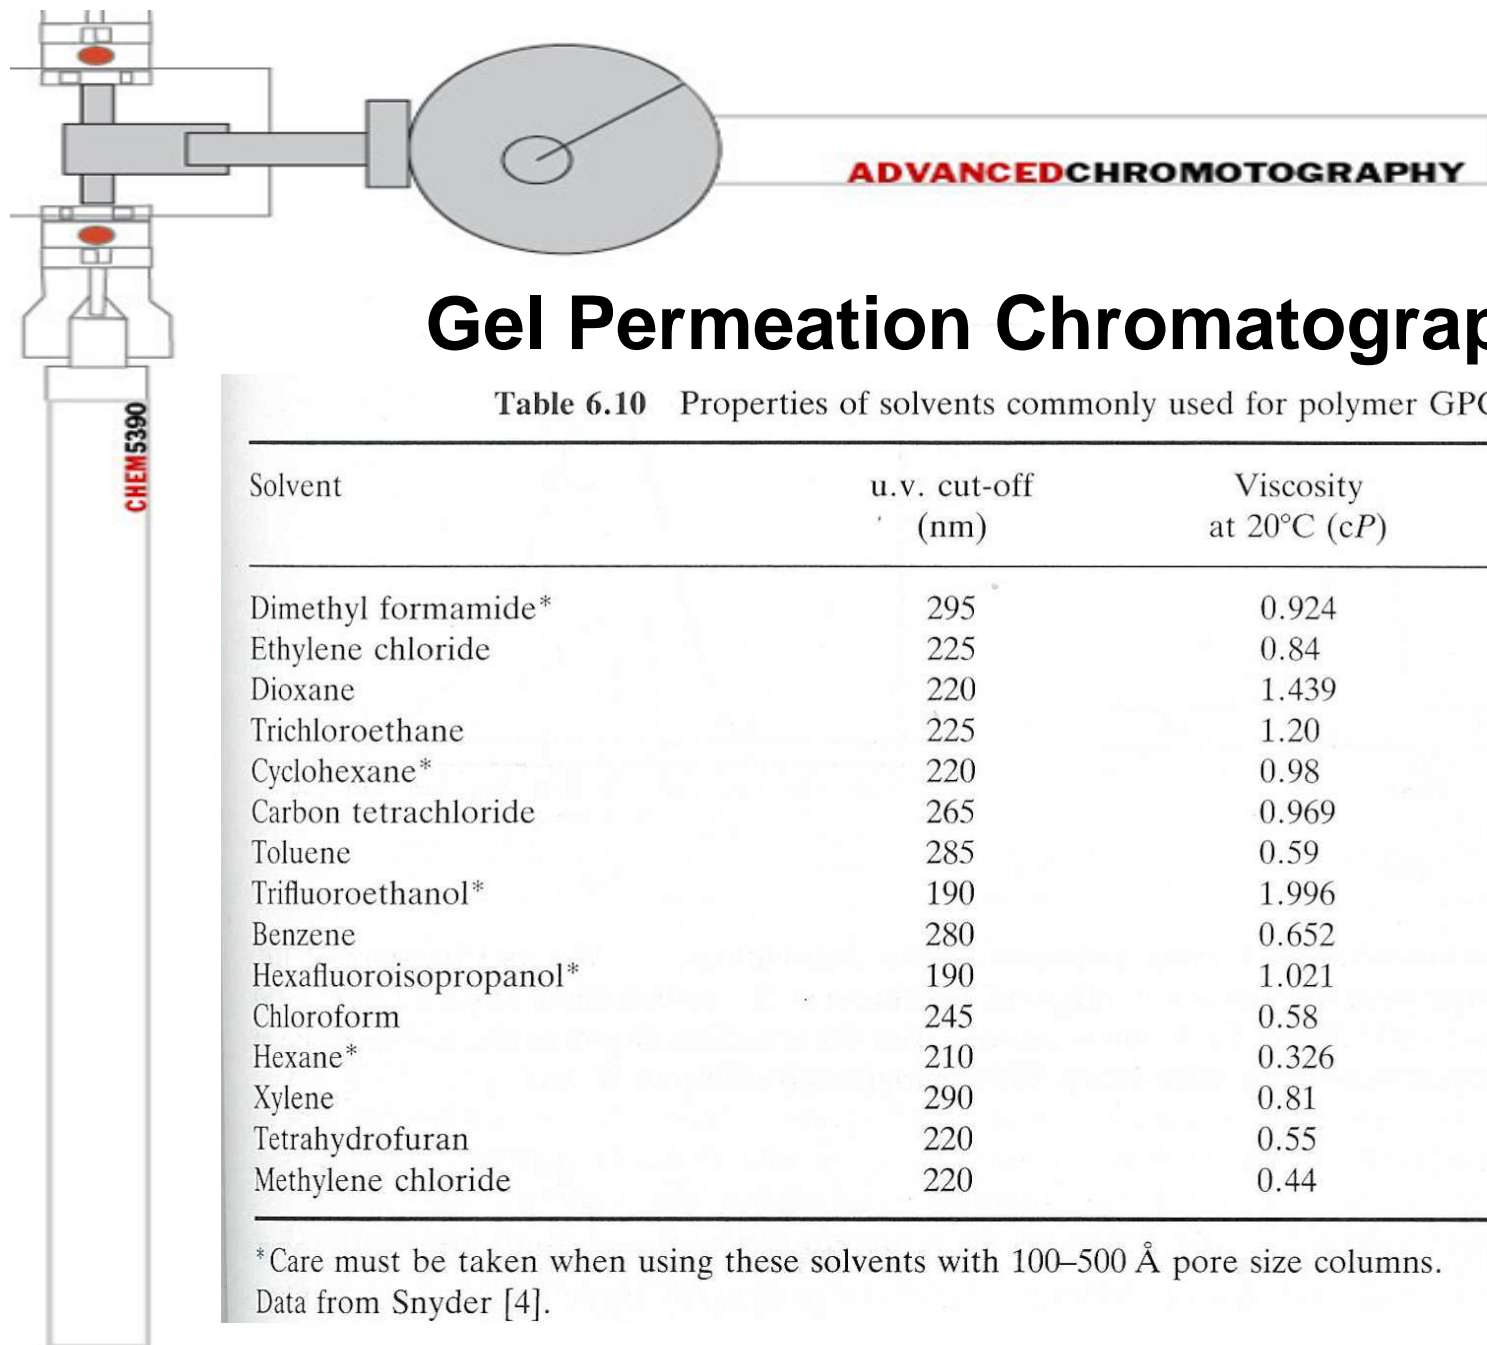 ADVANCEDCHROMOTOGRAPHY
Gel Permeation
CHEM5390
Table 6.10 Properties of solvents commonly used for polymer
Solvent u.v. cut-off (nm) Viscosity at 20°C (cP)
Dimethyl formamide* 295 0.924
Ethylene chloride 225 0.84
Dioxane 220 1.439
Trichloroethane 225 1.20
Cyclohexane* 220 0.98
Carbon tetrachloride 265 0.969
Toluene 285 0.59
Trifluoroethanol* 190 1.996
Benzene 280 0.652
Hexafluoroisopropanol* 190 1.021
Chloroform 245 0.58
Hexane* 210 0.326
Xylene 290 0.81
Tetrahydrofuran 220 0.55
Methylene chloride 220 0.44
*Care must be taken when using these solvents with 100–500 Å pore size columns.
Data from Snyder [4].